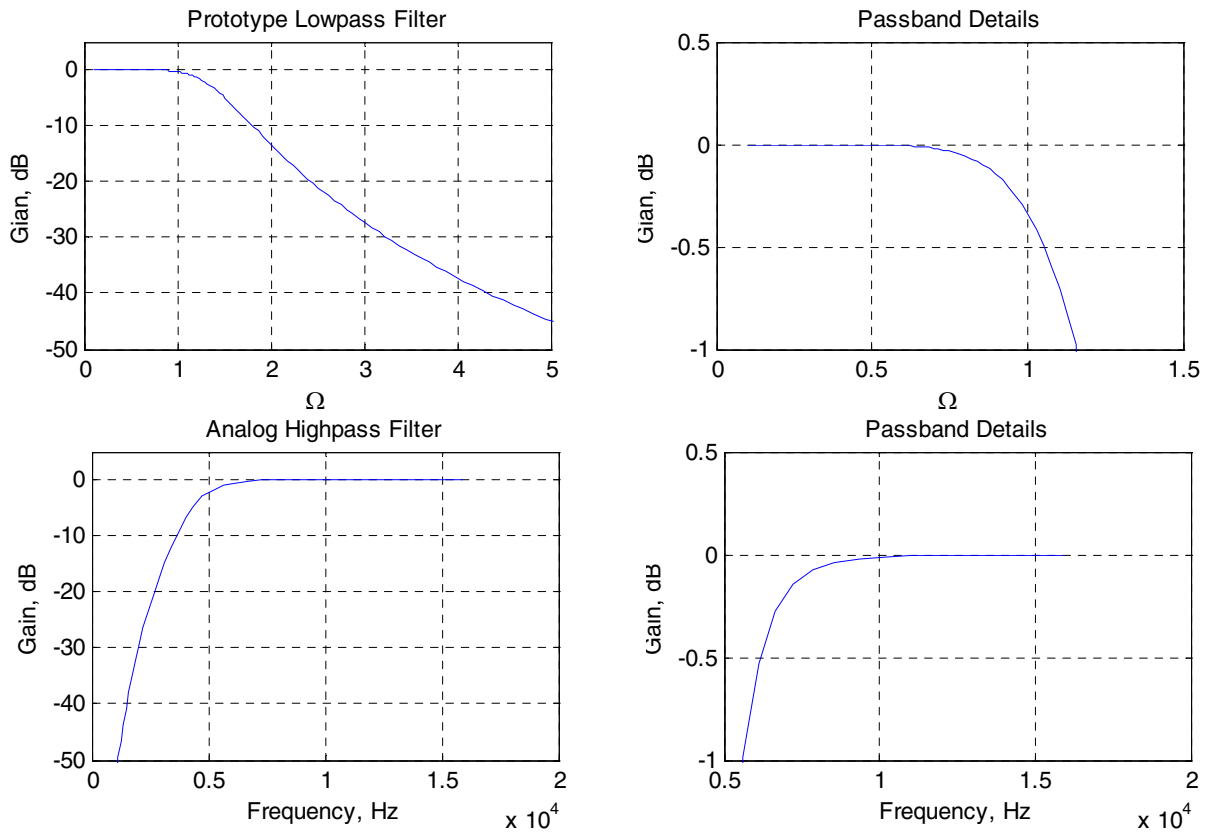 Prototype Lowpass Filter
0
-10
-20
-30
-40
-50
Gian, dB
0 1 2 3 4 5
Ω
Passband Details
0.5
0
-0.5
-1
Gian, dB
0 0.5 1 1.5
Ω
Analog Highpass Filter
0
-10
-20
-30
-40
-50
Gain, dB
0 0.5 1 1.5 2
Frequency, Hz
x 10^4
Passband Details
0.5
0
-0.5
-1
Gain, dB
0.5 1 1.5 2
Frequency, Hz
x 10^4